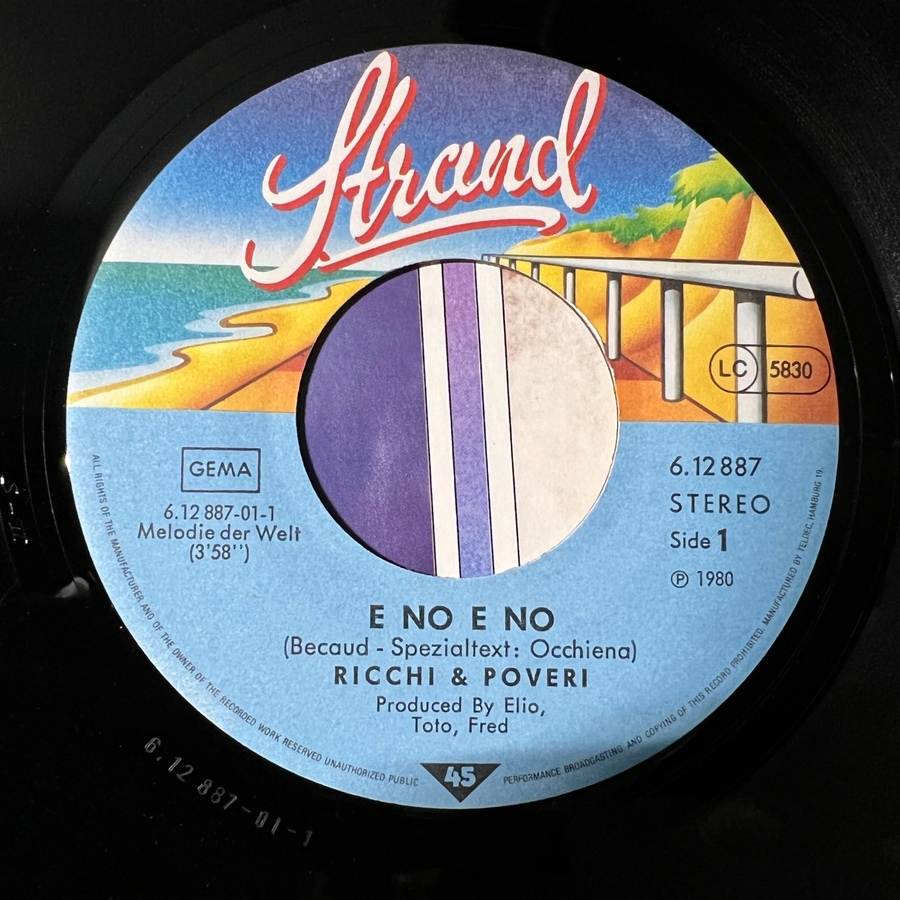 Strand
LC 5830
GEMA
6.12 887-01-1
Melodie der Welt
(3'58'')
6.12 887
STEREO
Side 1
℗ 1980
E NO E NO
(Becaud - Spezialtext: Occhiena)
RICCHI & POVERI
Produced By Elio,
Toto, Fred
ALL RIGHTS OF THE MANUFACTURER AND OF THE OWNER OF THE RECORDED WORK RESERVED UNAUTHORIZED PUBLIC
45
PERFORMANCE BROADCASTING AND COPYING OF THIS RECORD PROHIBITED. MANUFACTURED BY TELDEC, HAMBURG 19.
6.12 887-01-1